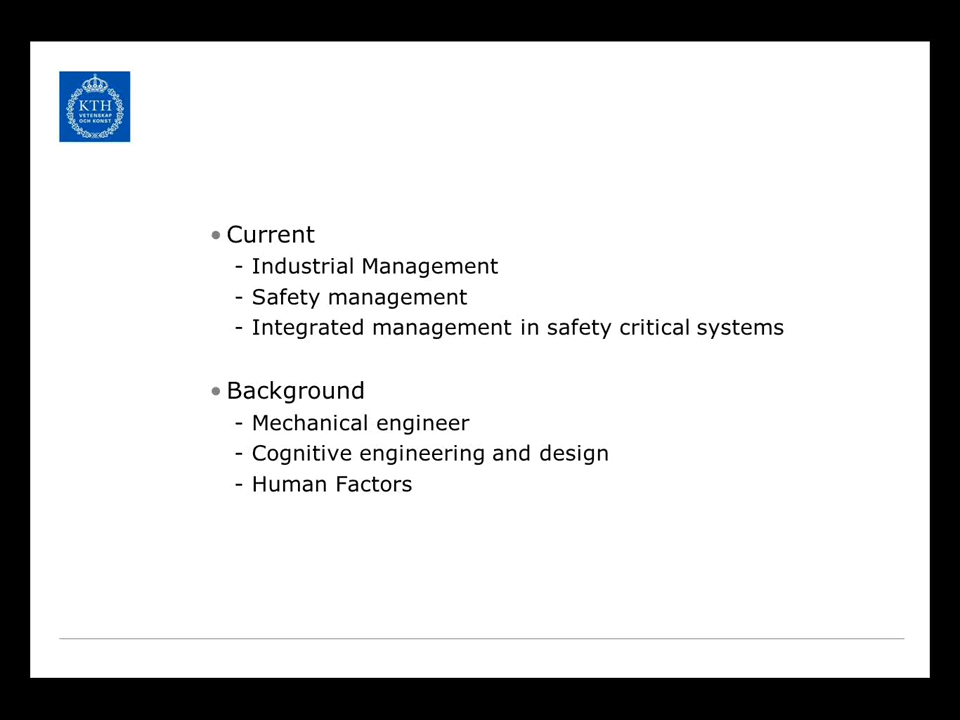 KTH
VETENSKAP
OCH KONST
• Current
- Industrial Management
- Safety management
- Integrated management in safety critical systems
• Background
- Mechanical engineer
- Cognitive engineering and design
- Human Factors